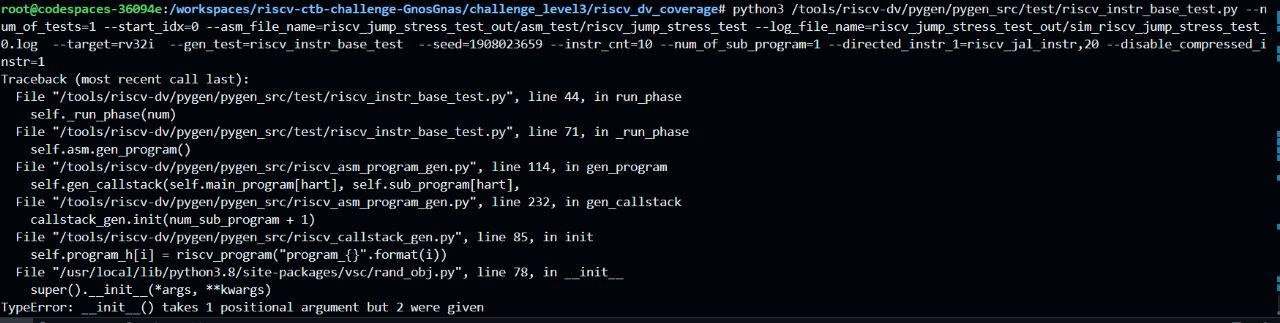 root@codespaces-36094e:/workspaces/riscv-ctb-challenge-GnosGnas/challenge_level3/riscv_dv_coverage# python3 /tools/riscv-dv/pygen/pygen_src/test/riscv_instr_base_test.py --n
um_of_tests=1 --start_idx=0 --asm_file_name=riscv_jump_stress_test_out/asm_test/riscv_jump_stress_test --log_file_name=riscv_jump_stress_test_out/sim_riscv_jump_stress_test_
0.log  --target=rv32i  --gen_test=riscv_instr_base_test  --seed=1908023659 --instr_cnt=10 --num_of_sub_program=1 --directed_instr_1=riscv_jal_instr,20 --disable_compressed_i
nstr=1
Traceback (most recent call last):
  File "/tools/riscv-dv/pygen/pygen_src/test/riscv_instr_base_test.py", line 44, in run_phase
    self._run_phase(num)
  File "/tools/riscv-dv/pygen/pygen_src/test/riscv_instr_base_test.py", line 71, in _run_phase
    self.asm.gen_program()
  File "/tools/riscv-dv/pygen/pygen_src/riscv_asm_program_gen.py", line 114, in gen_program
    self.gen_callstack(self.main_program[hart], self.sub_program[hart],
  File "/tools/riscv-dv/pygen/pygen_src/riscv_asm_program_gen.py", line 232, in gen_callstack
    callstack_gen.init(num_sub_program + 1)
  File "/tools/riscv-dv/pygen/pygen_src/riscv_callstack_gen.py", line 85, in init
    self.program_h[i] = riscv_program("program_{}".format(i))
  File "/usr/local/lib/python3.8/site-packages/vsc/rand_obj.py", line 78, in __init__
    super().__init__(*args, **kwargs)
TypeError: __init__() takes 1 positional argument but 2 were given